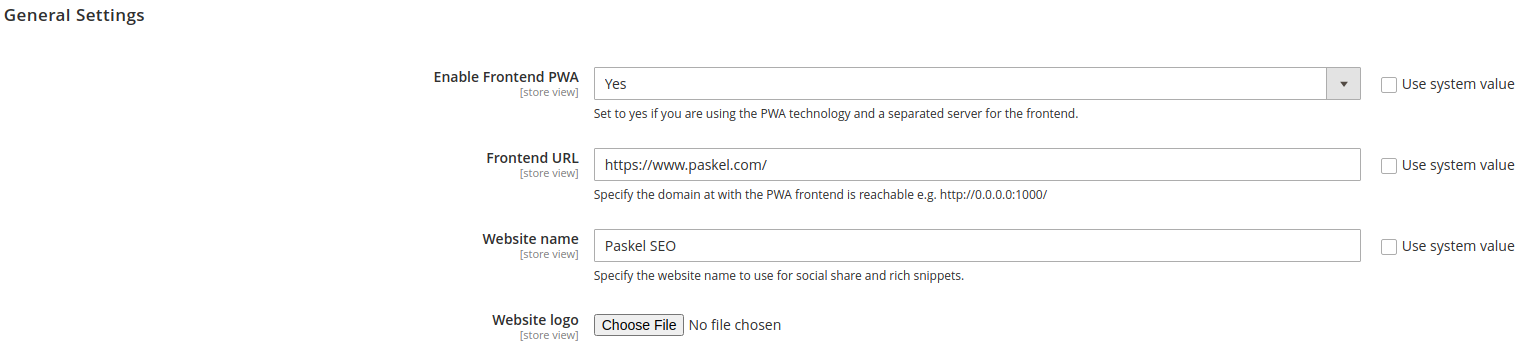 General Settings
Enable Frontend PWA
[store view]
Yes
Use system value
Set to yes if you are using the PWA technology and a separated server for the frontend.
Frontend URL
[store view]
https://www.paskel.com/
Use system value
Specify the domain at with the PWA frontend is reachable e.g. http://0.0.0.0:1000/
Website name
[store view]
Paskel SEO
Use system value
Specify the website name to use for social share and rich snippets.
Website logo
[store view]
Choose File No file chosen